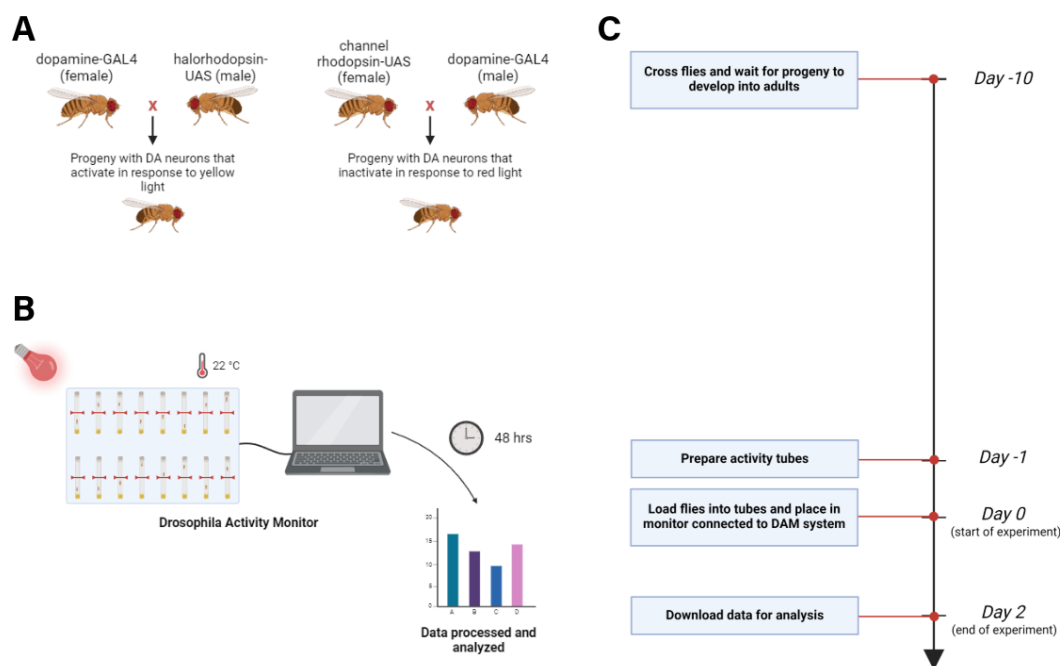 A
dopamine-GAL4
(female)
halorhodopsin-
UAS (male)
X
Progeny with DA neurons that
activate in response to yellow
light
channel
rhodopsin-UAS
(female)
dopamine-GAL4
(male)
X
Progeny with DA neurons that
inactivate in response to red light
B
22 °C
48 hrs
Drosophila Activity Monitor
20
15
10
5
0
A B C D
Data processed and
analyzed
C
Cross flies and wait for progeny to
develop into adults
Day -10
Prepare activity tubes
Day -1
Load flies into tubes and place in
monitor connected to DAM system
Day 0
(start of experiment)
Download data for analysis
Day 2
(end of experiment)